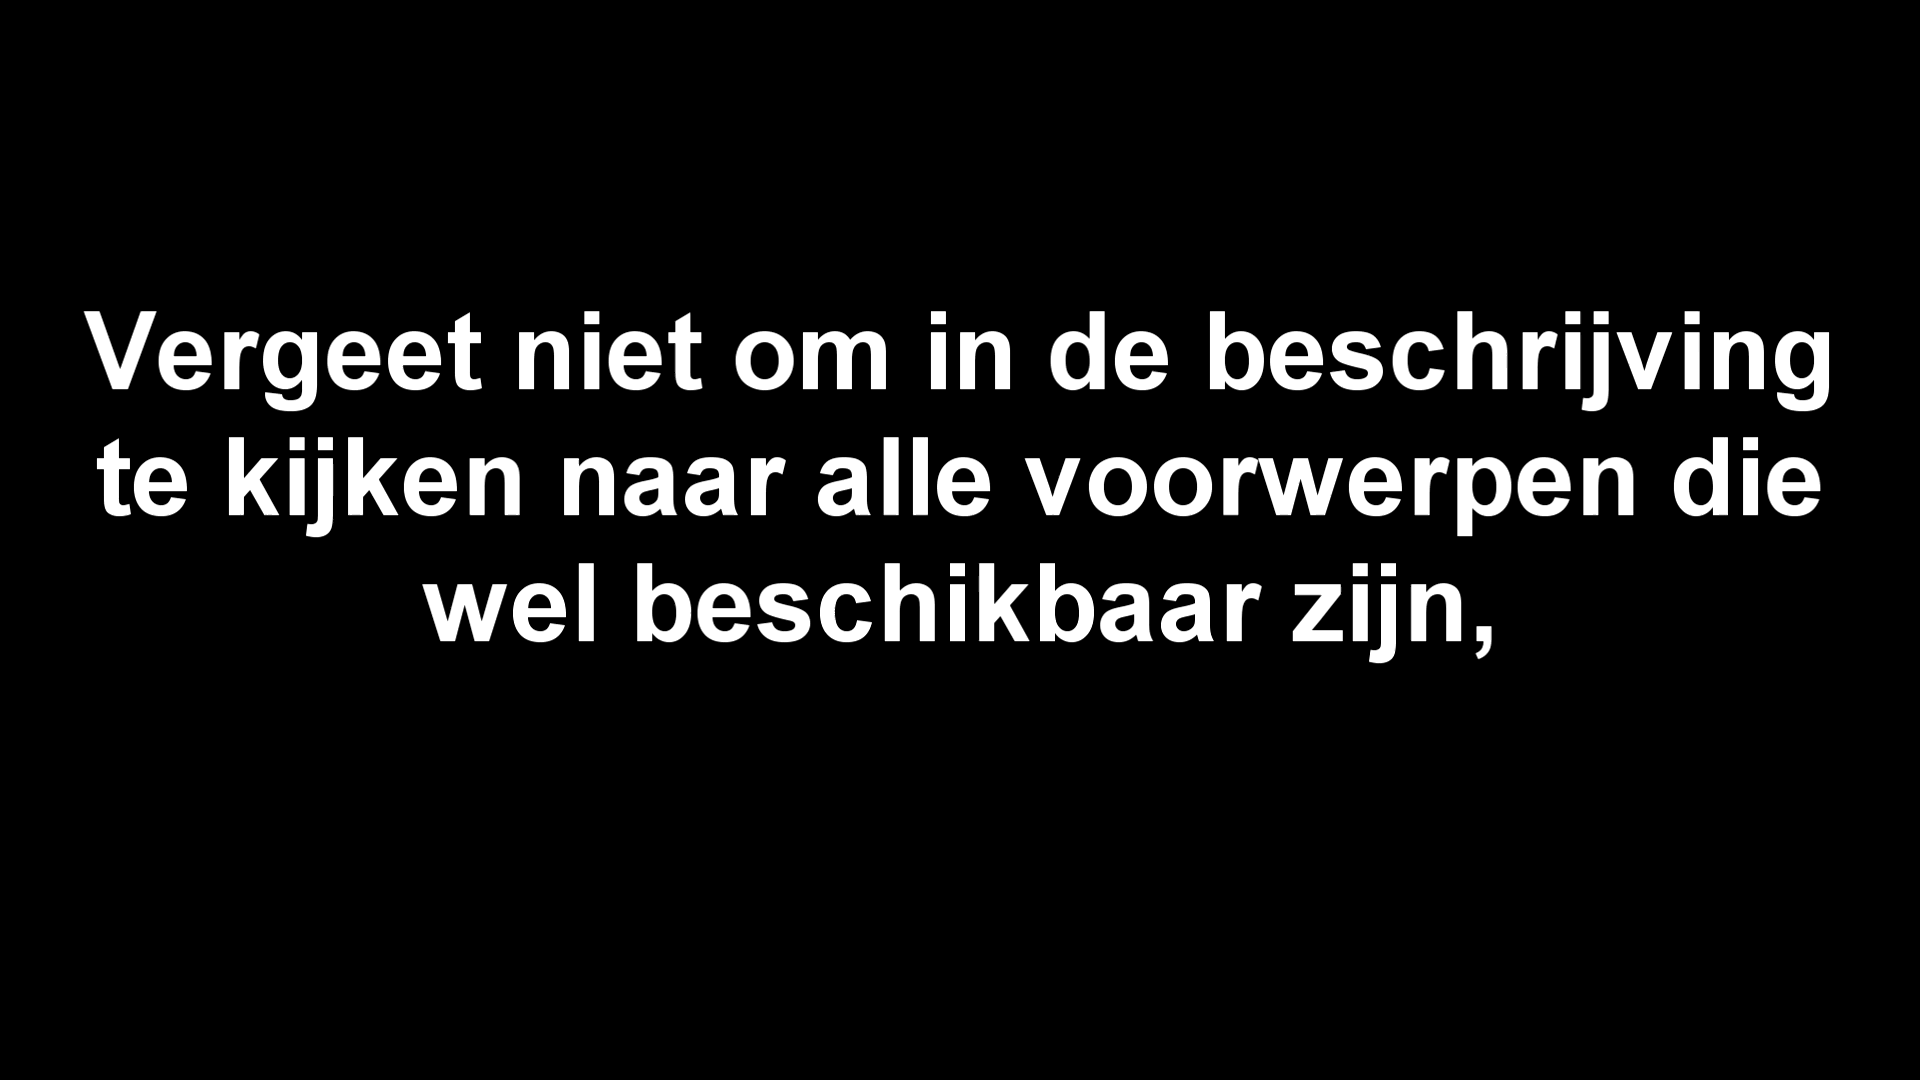 Vergeet niet om in de beschrijving
te kijken naar alle voorwerpen die
wel beschikbaar zijn,